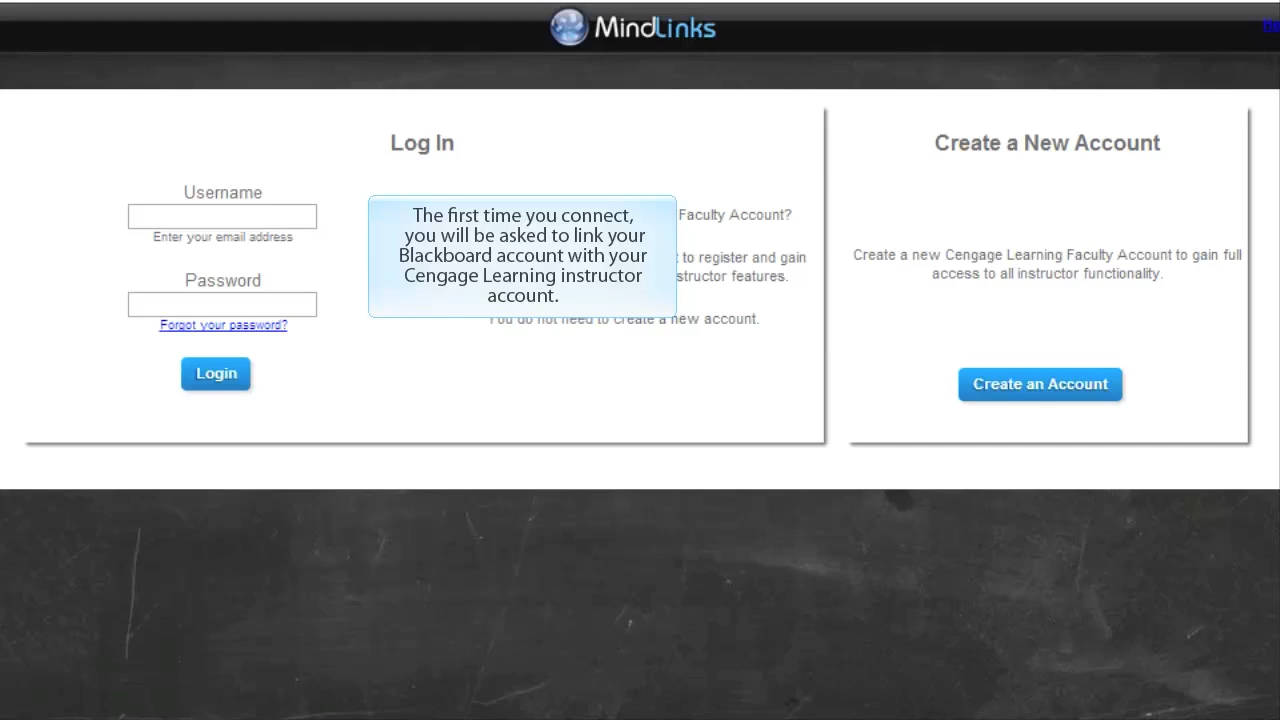 MindLinks
Log In
Username
Enter your email address
Password
Forgot your password?
Login
The first time you connect,
you will be asked to link your
Blackboard account with your
Cengage Learning instructor
account.
Faculty Account?
to register and gain
features.
You do not need to create a new account.
Create a New Account
Create a new Cengage Learning Faculty Account to gain full
access to all instructor functionality.
Create an Account